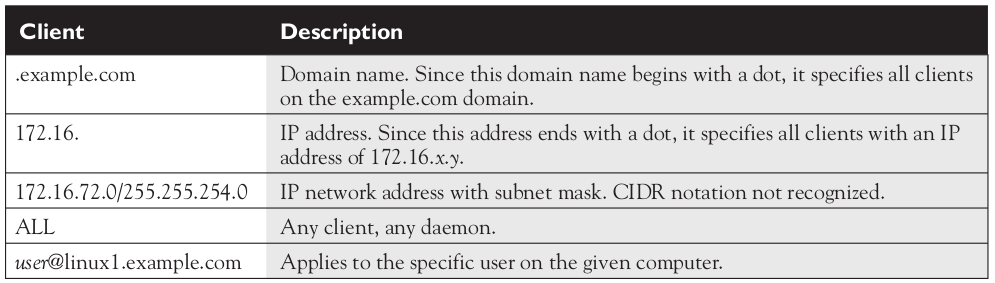 Client Description
.example.com Domain name. Since this domain name begins with a dot, it specifies all clients
on the example.com domain.
172.16. IP address. Since this address ends with a dot, it specifies all clients with an IP
address of 172.16.x.y.
172.16.72.0/255.255.254.0 IP network address with subnet mask. CIDR notation not recognized.
ALL Any client, any daemon.
user@linux1.example.com Applies to the specific user on the given computer.